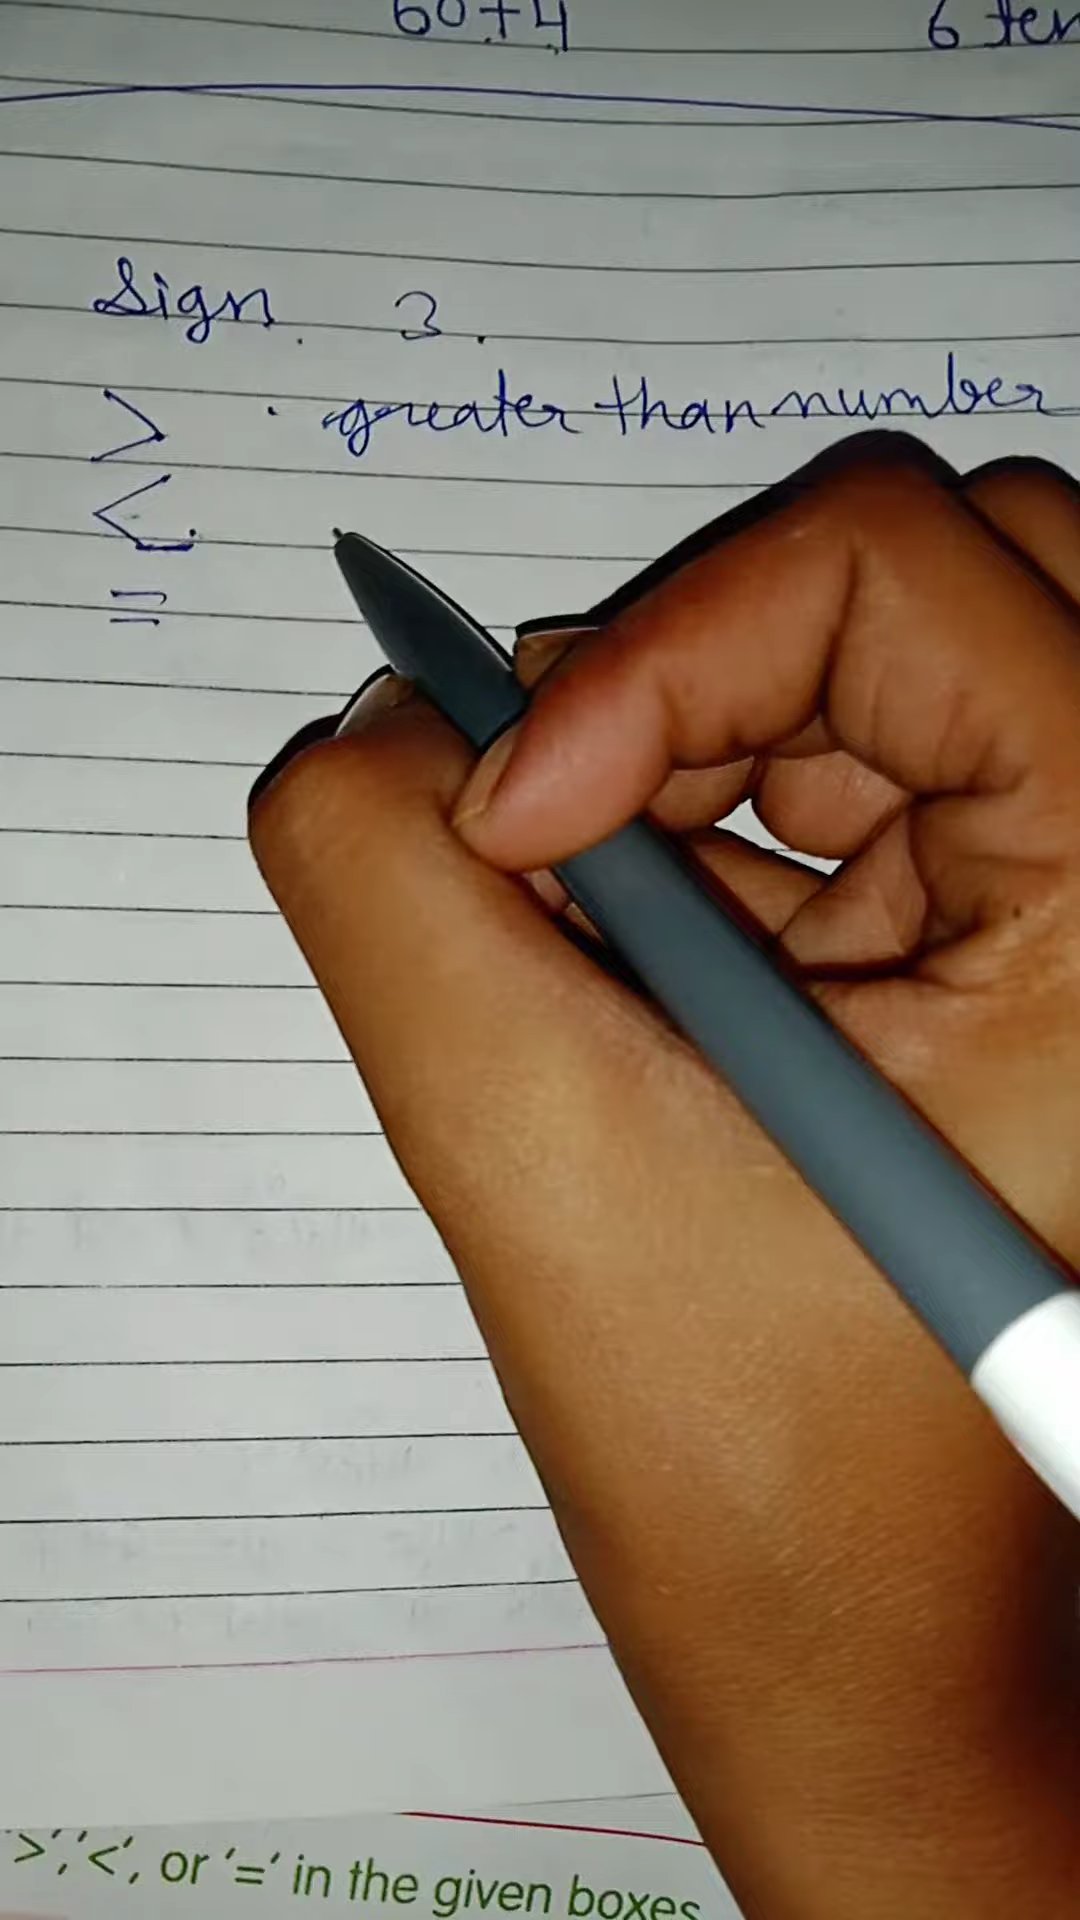 60+4 6 ten
Sign. 3.
> . greater than number
<
=
'>', '<', or '=' in the given boxes